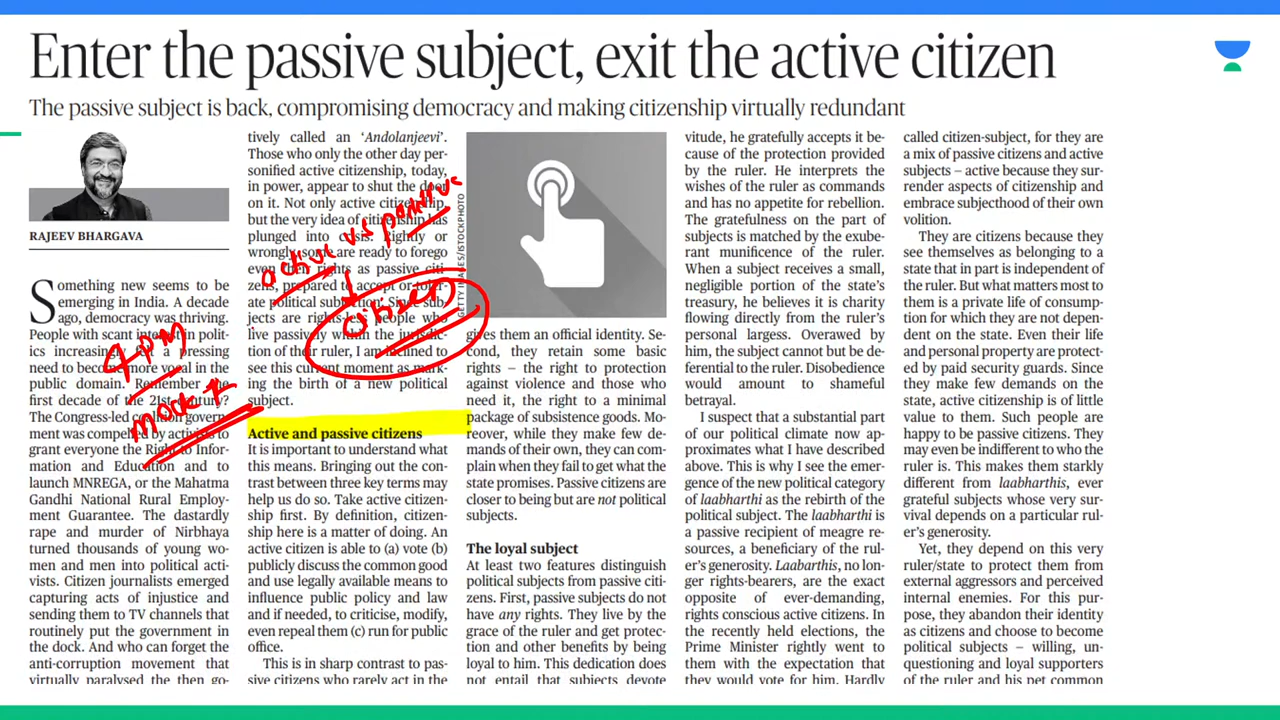 Enter the passive subject, exit the active citizen
The passive subject is back, compromising democracy and making citizenship virtually redundant
RAJEEV BHARGAVA
Something new seems to be
emerging in India. A decade
ago, democracy was thriving.
People with scant interest in polit-
ics increasingly felt a pressing
need to become more vocal in the
public domain. Remember the
first decade of the 21st century?
The Congress-led coalition govern-
ment was compelled by activists to
grant everyone the Right to Infor-
mation and Education and to
launch MNREGA, or the Mahatma
Gandhi National Rural Employ-
ment Guarantee. The dastardly
rape and murder of Nirbhaya
turned thousands of young wo-
men and men into political acti-
vists. Citizen journalists emerged
capturing acts of injustice and
sending them to TV channels that
routinely put the government in
the dock. And who can forget the
anti-corruption movement that
virtually paralysed the then go-
4 PM
mock +
tively called an 'Andolanjeevi'.
Those who only the other day per-
sonified active citizenship, today,
in power, appear to shut the door
on it. Not only active citizenship,
but the very idea of citizenship has
plunged into crisis. Rightly or
wrongly, some are ready to forego
even their rights as passive citi-
zens, prepared to accept or toler-
ate political subjection. Since sub-
jects are rights-less people who
live passively within the jurisdic-
tion of their ruler, I am inclined to
see this current moment as mark-
ing the birth of a new political
subject.
active vs passive
citizen
Active and passive citizens
It is important to understand what
this means. Bringing out the con-
trast between three key terms may
help us do so. Take active citizen-
ship first. By definition, citizen-
ship here is a matter of doing. An
active citizen is able to (a) vote (b)
publicly discuss the common good
and use legally available means to
influence public policy and law
and if needed, to criticise, modify,
even repeal them (c) run for public
office.
This is in sharp contrast to pas-
sive citizens who rarely act in the
GETTY IMAGES/ISTOCKPHOTO
gives them an official identity. Se-
cond, they retain some basic
rights – the right to protection
against violence and those who
need it, the right to a minimal
package of subsistence goods. Mo-
reover, while they make few de-
mands of their own, they can com-
plain when they fail to get what the
state promises. Passive citizens are
closer to being but are not political
subjects.
The loyal subject
At least two features distinguish
political subjects from passive citi-
zens. First, passive subjects do not
have any rights. They live by the
grace of the ruler and get protec-
tion and other benefits by being
loyal to him. This dedication does
not entail that subjects devote
vitude, he gratefully accepts it be-
cause of the protection provided
by the ruler. He interprets the
wishes of the ruler as commands
and has no appetite for rebellion.
The gratefulness on the part of
subjects is matched by the exube-
rant munificence of the ruler.
When a subject receives a small,
negligible portion of the state's
treasury, he believes it is charity
flowing directly from the ruler's
personal largess. Overawed by
him, the subject cannot but be de-
ferential to the ruler. Disobedience
would amount to shameful
betrayal.
I suspect that a substantial part
of our political climate now ap-
proximates what I have described
above. This is why I see the emer-
gence of the new political category
of laabharthi as the rebirth of the
political subject. The laabharthi is
a passive recipient of meagre re-
sources, a beneficiary of the rul-
er's generosity. Laabarthis, no lon-
ger rights-bearers, are the exact
opposite of ever-demanding,
rights conscious active citizens. In
the recently held elections, the
Prime Minister rightly went to
them with the expectation that
they would vote for him. Hardly
called citizen-subject, for they are
a mix of passive citizens and active
subjects – active because they sur-
render aspects of citizenship and
embrace subjecthood of their own
volition.
They are citizens because they
see themselves as belonging to a
state that in part is independent of
the ruler. But what matters most to
them is a private life of consump-
tion for which they are not depen-
dent on the state. Even their life
and personal property are protect-
ed by paid security guards. Since
they make few demands on the
state, active citizenship is of little
value to them. Such people are
happy to be passive citizens. They
may even be indifferent to who the
ruler is. This makes them starkly
different from laabharthis, ever
grateful subjects whose very sur-
vival depends on a particular rul-
er's generosity.
Yet, they depend on this very
ruler/state to protect them from
external aggressors and perceived
internal enemies. For this pur-
pose, they abandon their identity
as citizens and choose to become
political subjects – willing, un-
questioning and loyal supporters
of the ruler and his pet common